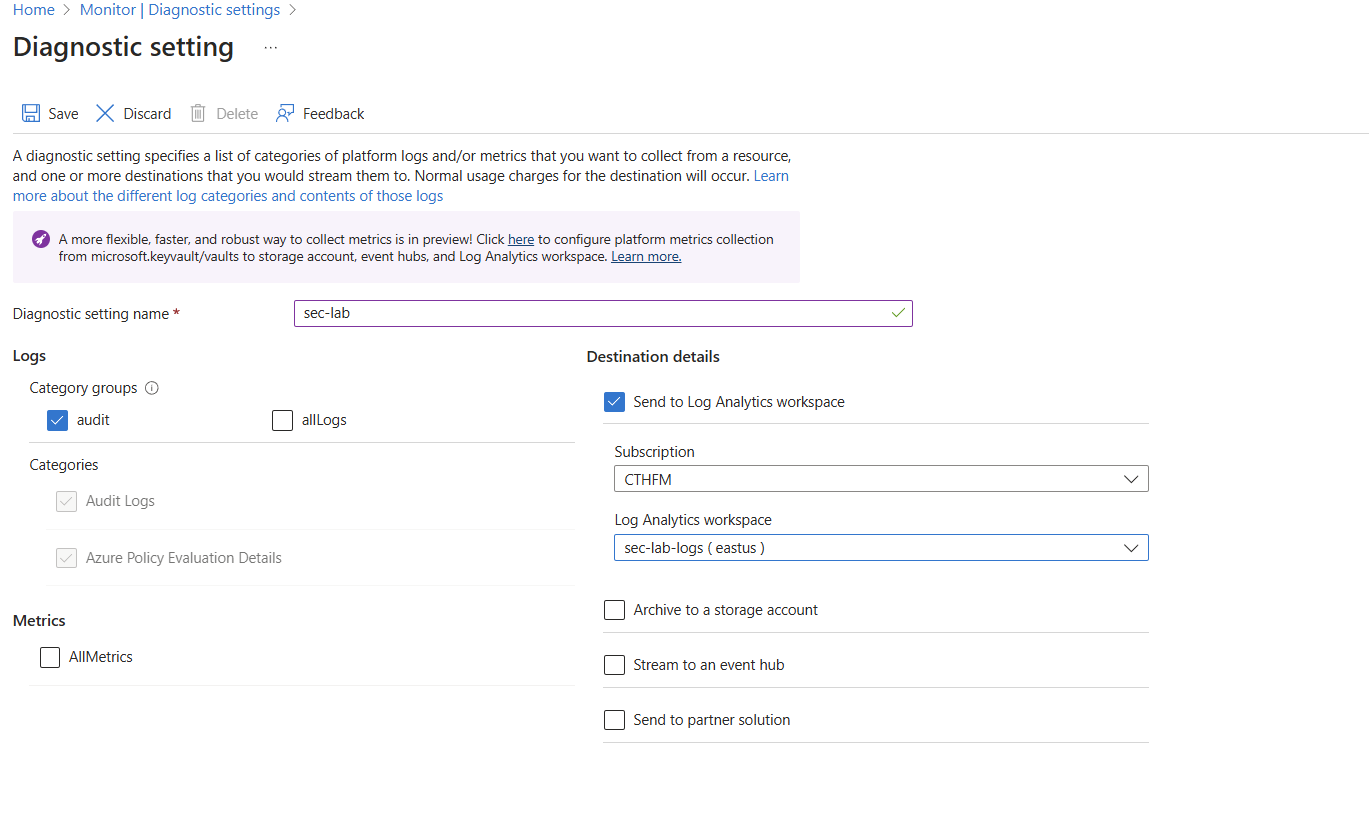 Home > Monitor | Diagnostic settings >
Diagnostic setting ...
Save Discard Delete Feedback
A diagnostic setting specifies a list of categories of platform logs and/or metrics that you want to collect from a resource,
and one or more destinations that you would stream them to. Normal usage charges for the destination will occur. Learn
more about the different log categories and contents of those logs
A more flexible, faster, and robust way to collect metrics is in preview! Click here to configure platform metrics collection
from microsoft.keyvault/vaults to storage account, event hubs, and Log Analytics workspace. Learn more.
Diagnostic setting name *
sec-lab
Logs
Category groups
audit
allLogs
Categories
Audit Logs
Azure Policy Evaluation Details
Metrics
AllMetrics
Destination details
Send to Log Analytics workspace
Subscription
CTHFM
Log Analytics workspace
sec-lab-logs ( eastus )
Archive to a storage account
Stream to an event hub
Send to partner solution